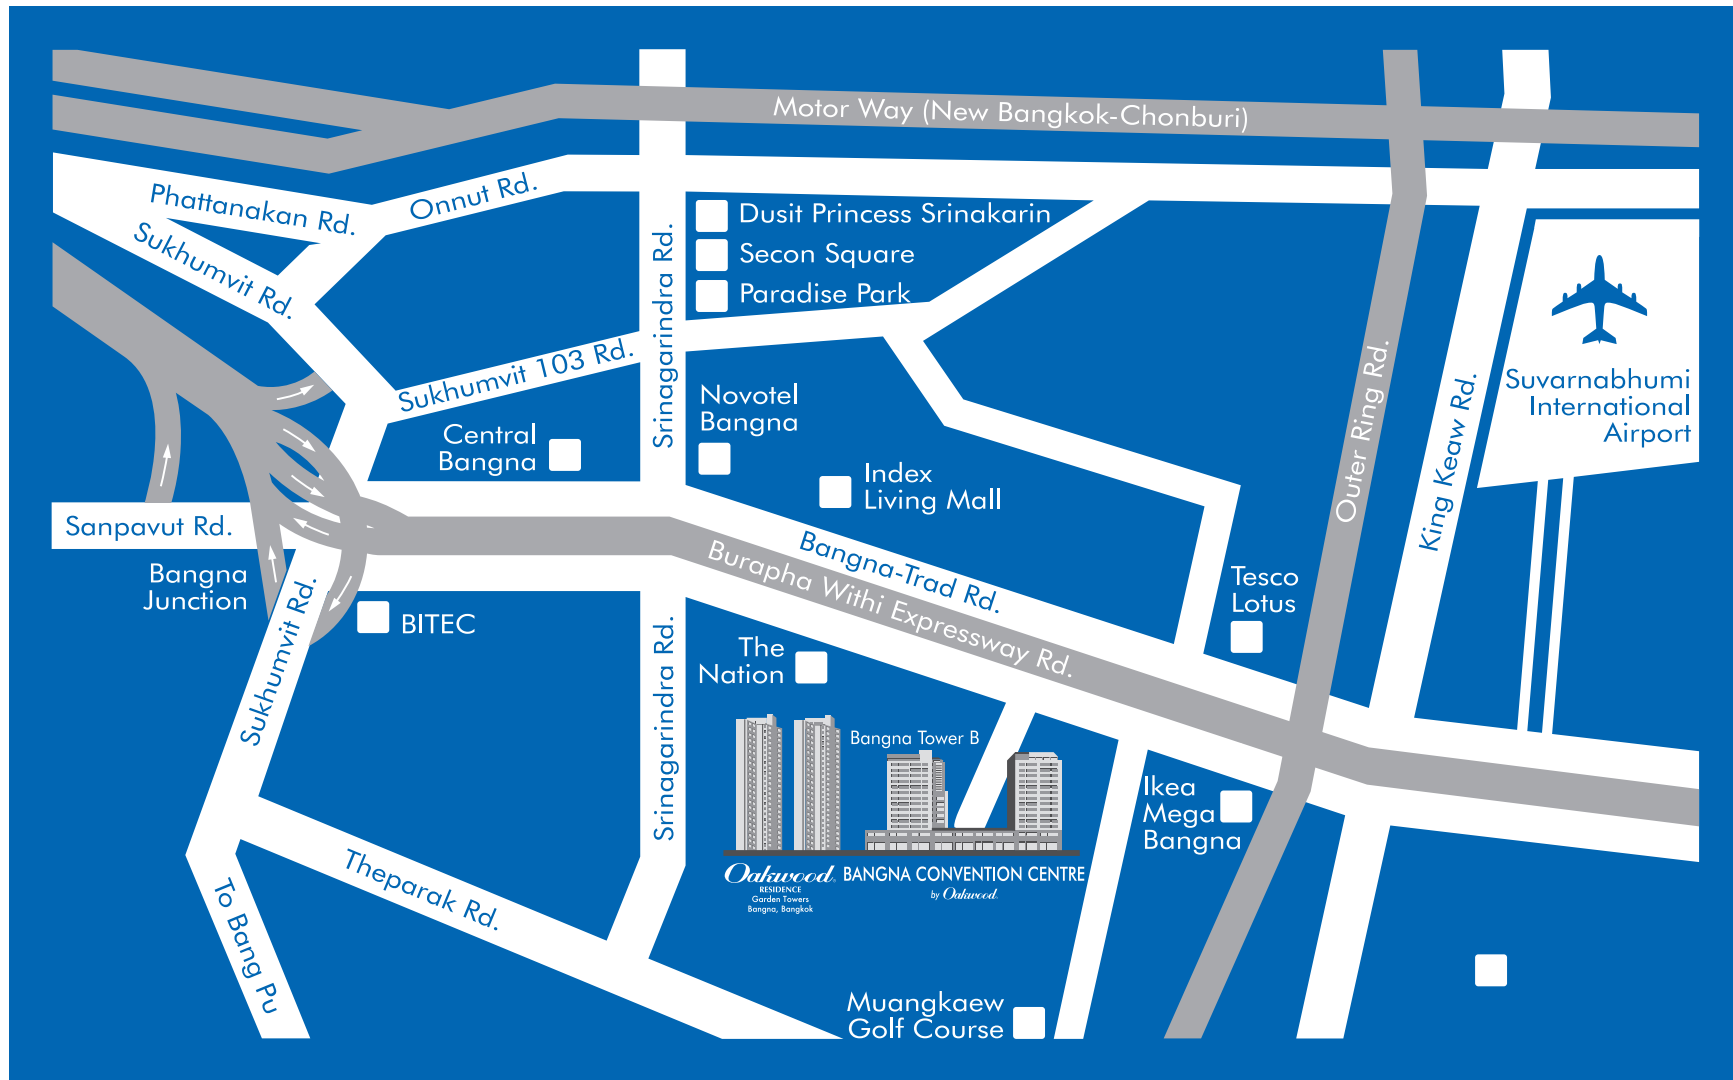 Motor Way (New Bangkok-Chonburi)
Phattanakan Rd.
Onnut Rd.
Sukhumvit Rd.
Srinagarindra Rd.
Dusit Princess Srinakarin
Secon Square
Paradise Park
Sukhumvit 103 Rd.
Outer Ring Rd.
King Keaw Rd.
Suvarnabhumi
International
Airport
Novotel
Bangna
Central
Bangna
Index
Living Mall
Sanpavut Rd.
Bangna
Junction
Bangna-Trad Rd.
Burapha Withi Expressway Rd.
Tesco
Lotus
BITEC
Sukhumvit Rd.
Srinagarindra Rd.
The
Nation
Bangna Tower B
Ikea
Mega
Bangna
Oakwood®
RESIDENCE
Garden Towers
Bangna, Bangkok
BANGNA CONVENTION CENTRE
by Oakwood®
Theparak Rd.
To Bang Pu
Muangkaew
Golf Course